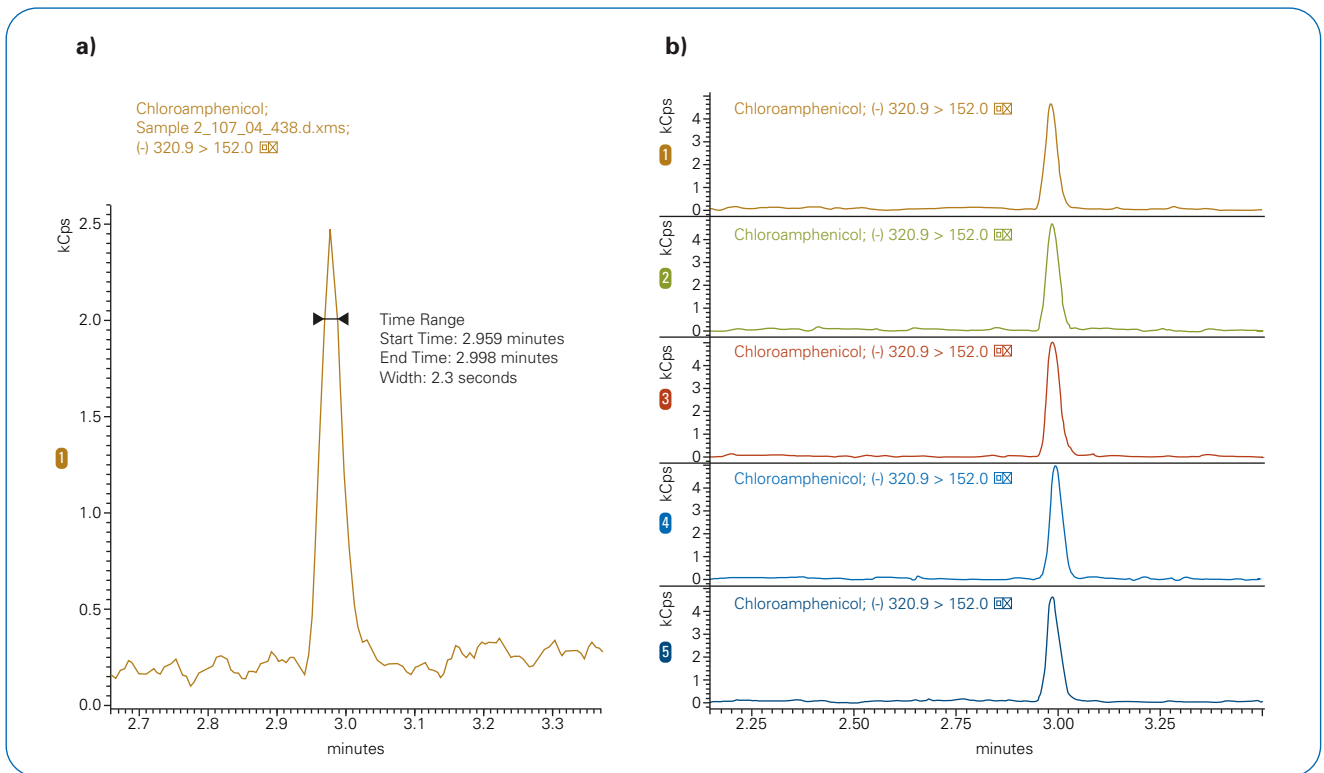 a)
Chloroamphenicol;
Sample 2_107_04_438.d.xms;
(-) 320.9 > 152.0
kCps
2.5
2.0
1.5
1.0
0.5
0.0
1
Time Range
Start Time: 2.959 minutes
End Time: 2.998 minutes
Width: 2.3 seconds
2.7 2.8 2.9 3.0 3.1 3.2 3.3
minutes
b)
Chloroamphenicol; (-) 320.9 > 152.0
kCps
4
3
2
1
0
1
Chloroamphenicol; (-) 320.9 > 152.0
kCps
4
3
2
1
0
2
Chloroamphenicol; (-) 320.9 > 152.0
kCps
4
3
2
1
0
3
Chloroamphenicol; (-) 320.9 > 152.0
kCps
4
3
2
1
0
4
Chloroamphenicol; (-) 320.9 > 152.0
kCps
4
3
2
1
0
5
2.25 2.50 2.75 3.00 3.25
minutes